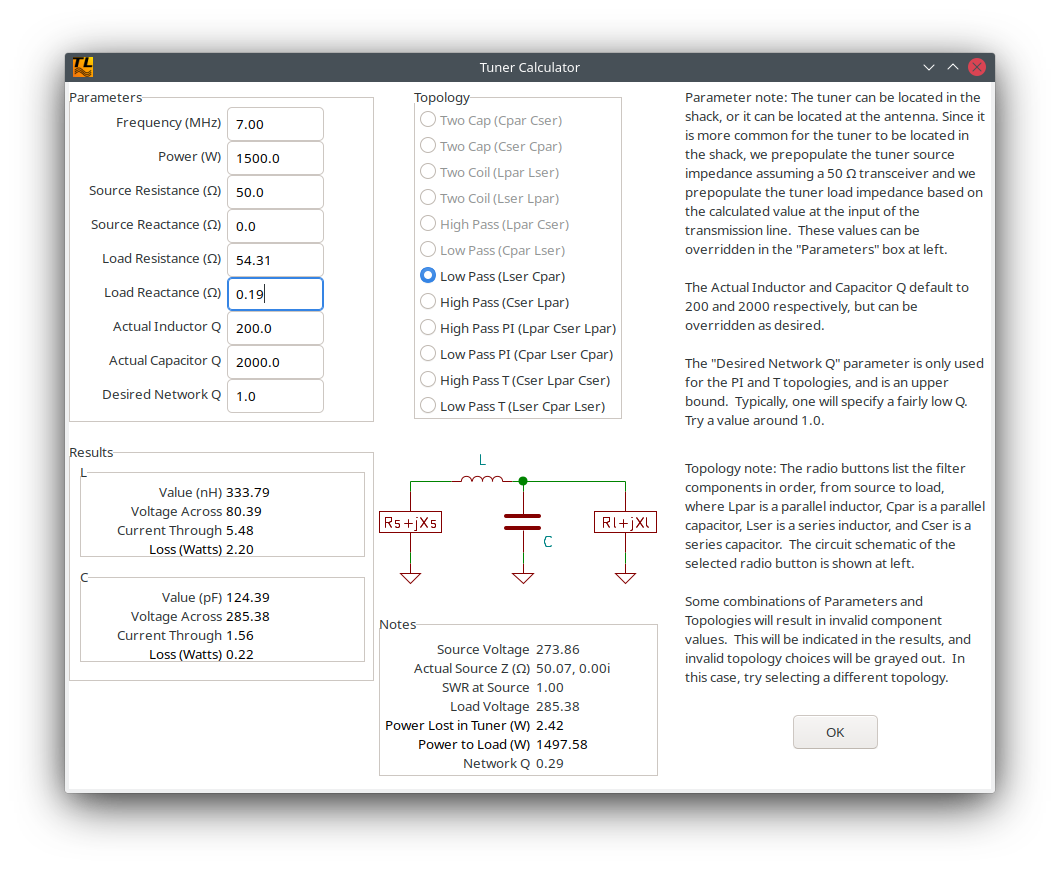 TL
Tuner Calculator
Parameters
Frequency (MHz) 7.00
Power (W) 1500.0
Source Resistance (Ω) 50.0
Source Reactance (Ω) 0.0
Load Resistance (Ω) 54.31
Load Reactance (Ω) 0.19
Actual Inductor Q 200.0
Actual Capacitor Q 2000.0
Desired Network Q 1.0
Topology
Two Cap (Cpar Cser)
Two Cap (Cser Cpar)
Two Coil (Lpar Lser)
Two Coil (Lser Lpar)
High Pass (Lpar Cser)
Low Pass (Cpar Lser)
Low Pass (Lser Cpar)
High Pass (Cser Lpar)
High Pass PI (Lpar Cser Lpar)
Low Pass PI (Cpar Lser Cpar)
High Pass T (Cser Lpar Cser)
Low Pass T (Lser Cpar Lser)
Parameter note: The tuner can be located in the
shack, or it can be located at the antenna. Since it
is more common for the tuner to be located in
the shack, we prepopulate the tuner source
impedance assuming a 50 Ω transceiver and we
prepopulate the tuner load impedance based on
the calculated value at the input of the
transmission line. These values can be
overridden in the "Parameters" box at left.
The Actual Inductor and Capacitor Q default to
200 and 2000 respectively, but can be
overridden as desired.
The "Desired Network Q" parameter is only used
for the PI and T topologies, and is an upper
bound. Typically, one will specify a fairly low Q.
Try a value around 1.0.
Topology note: The radio buttons list the filter
components in order, from source to load,
where Lpar is a parallel inductor, Cpar is a parallel
capacitor, Lser is a series inductor, and Cser is a
series capacitor. The circuit schematic of the
selected radio button is shown at left.
Some combinations of Parameters and
Topologies will result in invalid component
values. This will be indicated in the results, and
invalid topology choices will be grayed out. In
this case, try selecting a different topology.
OK
Results
L
Value (nH) 333.79
Voltage Across 80.39
Current Through 5.48
Loss (Watts) 2.20
C
Value (pF) 124.39
Voltage Across 285.38
Current Through 1.56
Loss (Watts) 0.22
L
Rs+jXs
C
Rl+jXl
Notes
Source Voltage 273.86
Actual Source Z (Ω) 50.07, 0.00i
SWR at Source 1.00
Load Voltage 285.38
Power Lost in Tuner (W) 2.42
Power to Load (W) 1497.58
Network Q 0.29